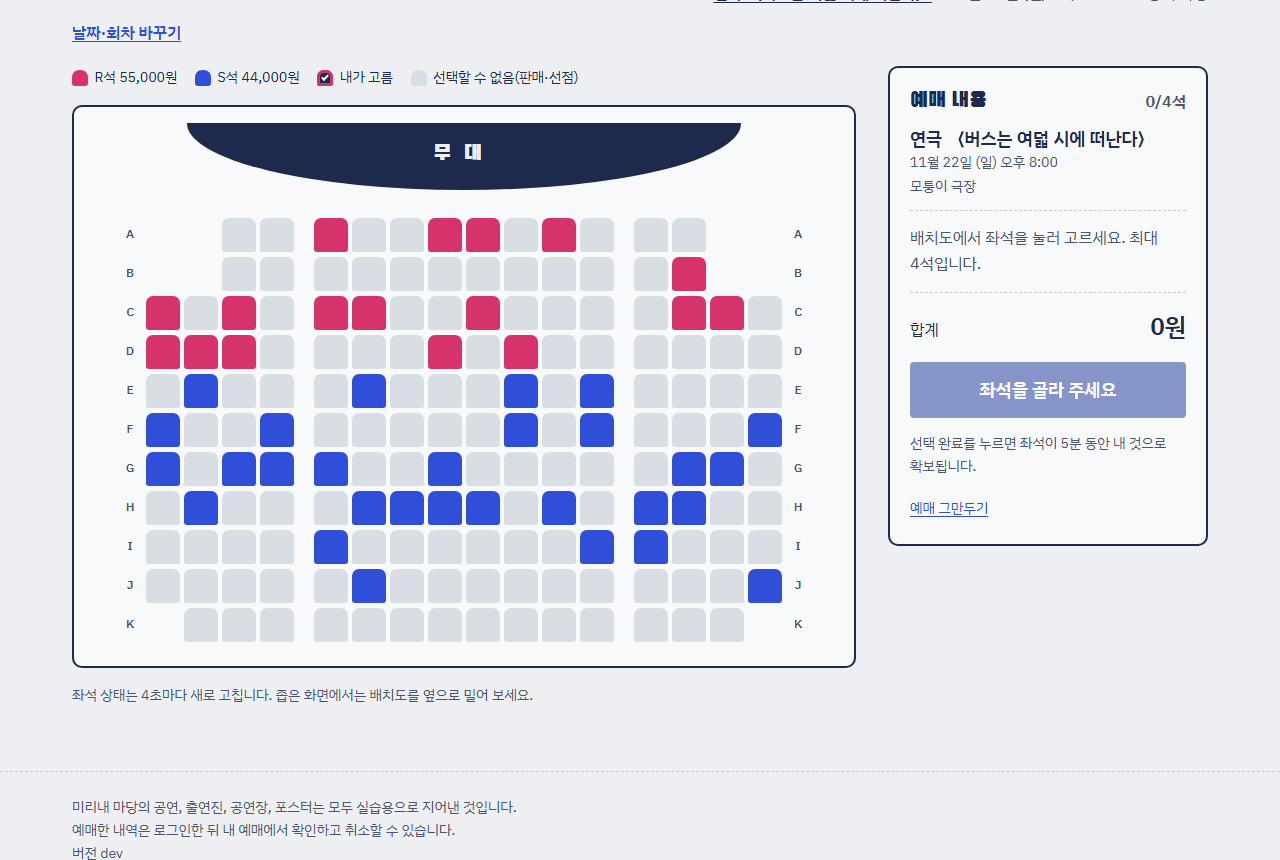 날짜·회차 바꾸기
R석 55,000원 S석 44,000원 내가 고름 선택할 수 없음(판매·선점)
무 대
A A
B B
C C
D D
E E
F F
G G
H H
I I
J J
K K
좌석 상태는 4초마다 새로 고칩니다. 좁은 화면에서는 배치도를 옆으로 밀어 보세요.
예매 내용 0/4석
연극 〈버스는 여덟 시에 떠난다〉
11월 22일 (일) 오후 8:00
모퉁이 극장
배치도에서 좌석을 눌러 고르세요. 최대
4석입니다.
합계 0원
좌석을 골라 주세요
선택 완료를 누르면 좌석이 5분 동안 내 것으로
확보됩니다.
예매 그만두기
미리내 마당의 공연, 출연진, 공연장, 포스터는 모두 실습용으로 지어낸 것입니다.
예매한 내역은 로그인한 뒤 내 예매에서 확인하고 취소할 수 있습니다.
버전 dev